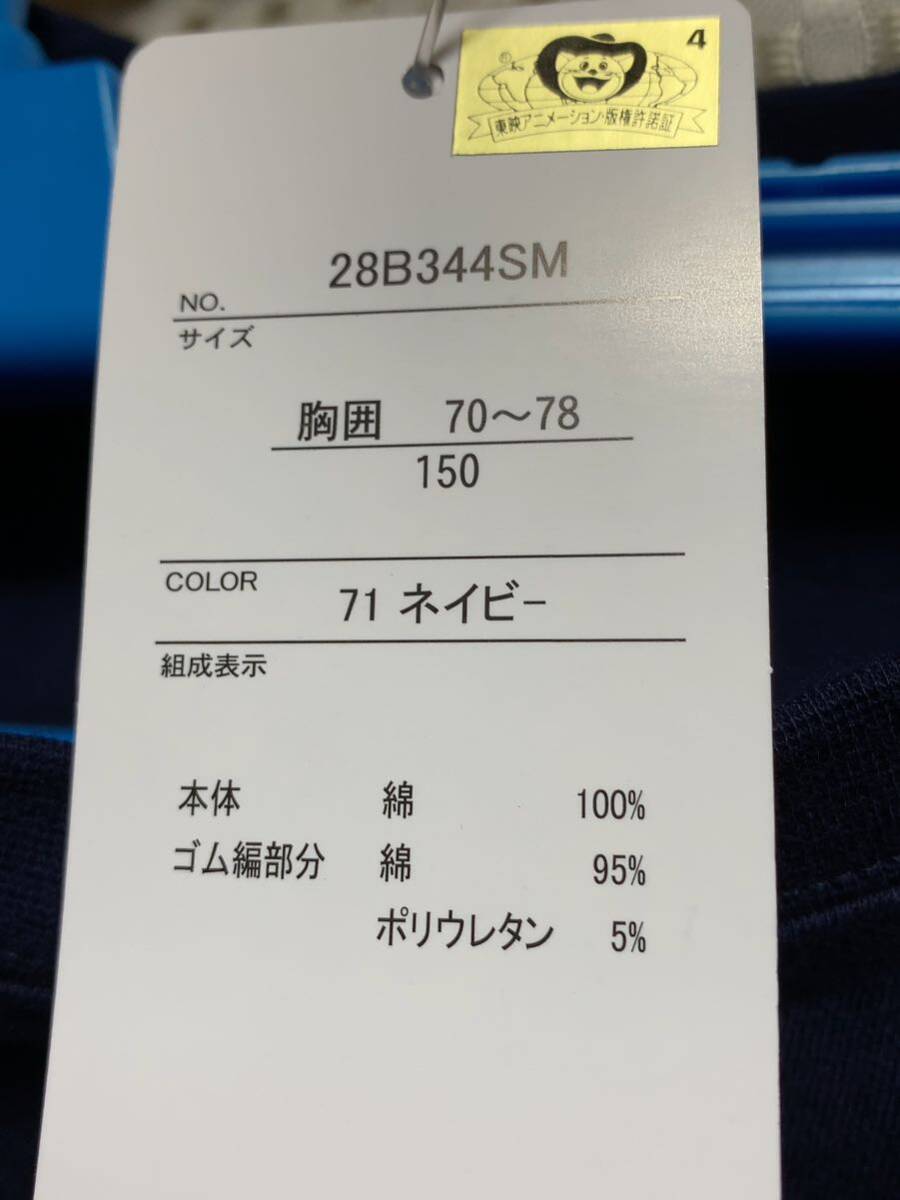 4
東映アニメーション・版権許諾証
NO. 28B344SM
サイズ
胸囲 70～78
150
COLOR 71 ネイビー
組成表示
本体 綿 100%
ゴム編部分 綿 95%
ポリウレタン 5%